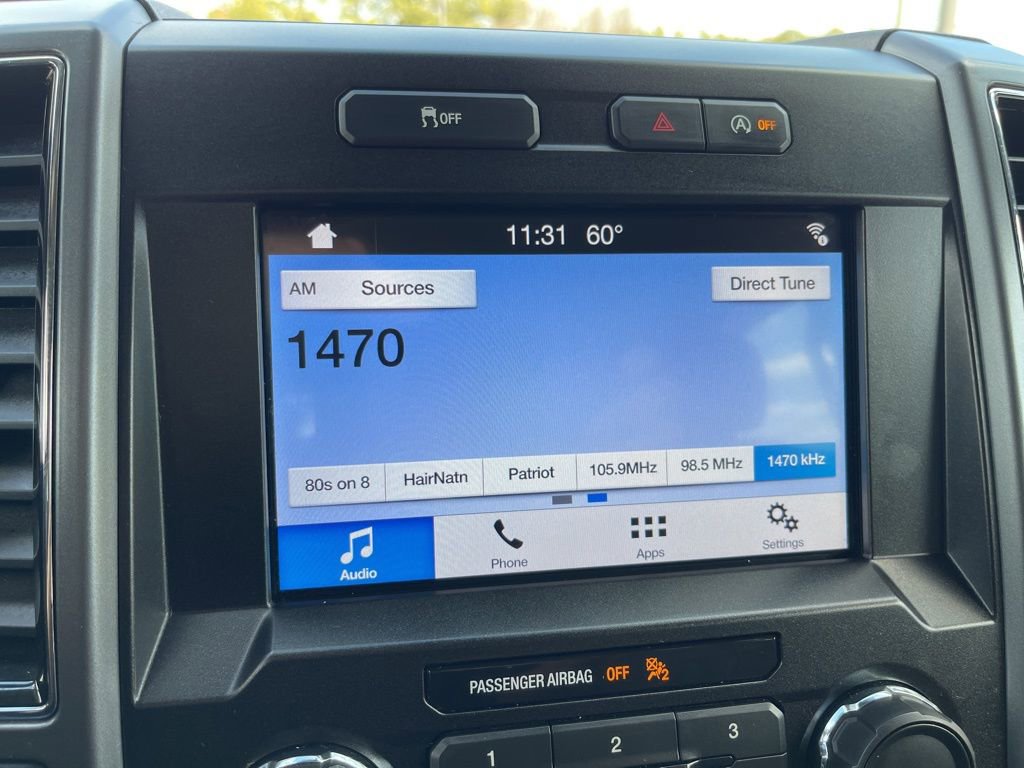 OFF
A OFF
11:31 60°
AM Sources
Direct Tune
1470
80s on 8
HairNatn
Patriot
105.9MHz
98.5 MHz
1470 kHz
Audio
Phone
Apps
Settings
PASSENGER AIRBAG OFF 2
1
2
3